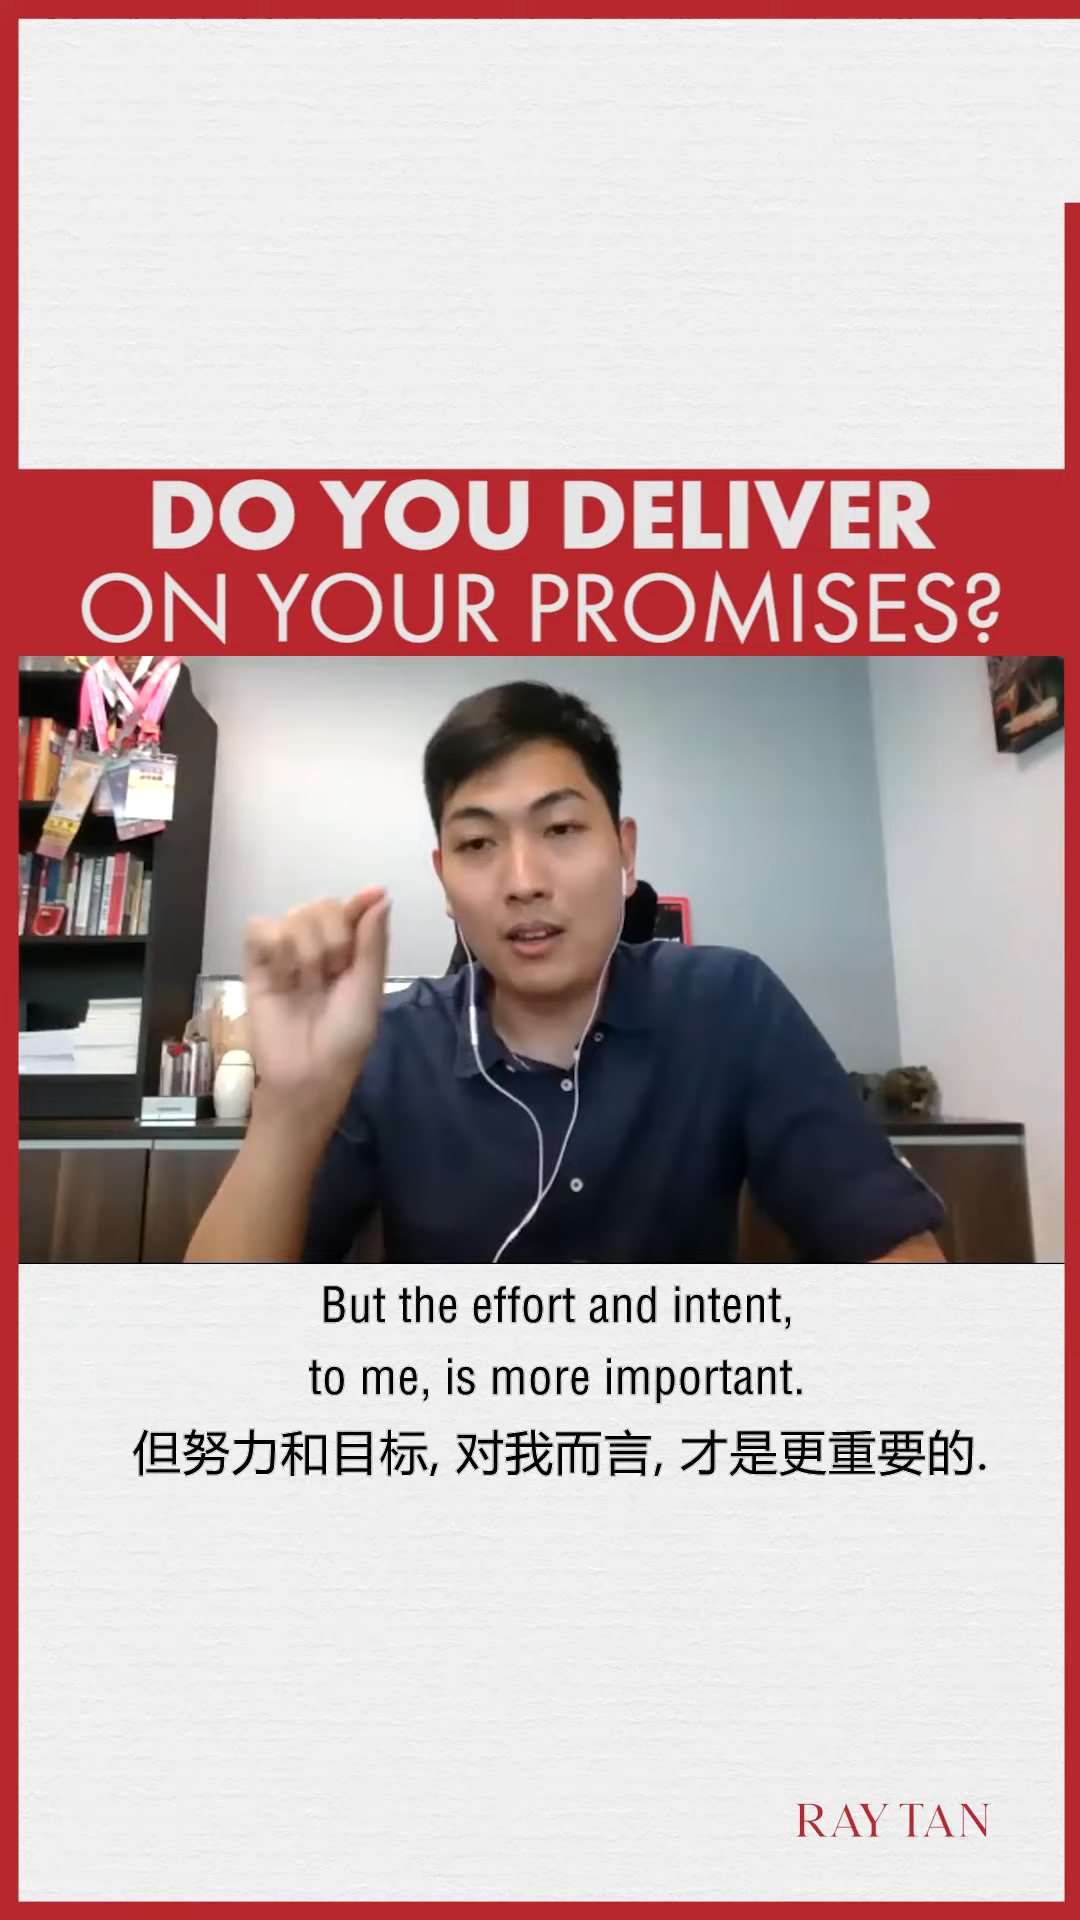 DO YOU DELIVER
ON YOUR PROMISES?
But the effort and intent,
to me, is more important.
但努力和目标, 对我而言, 才是更重要的.
RAY TAN